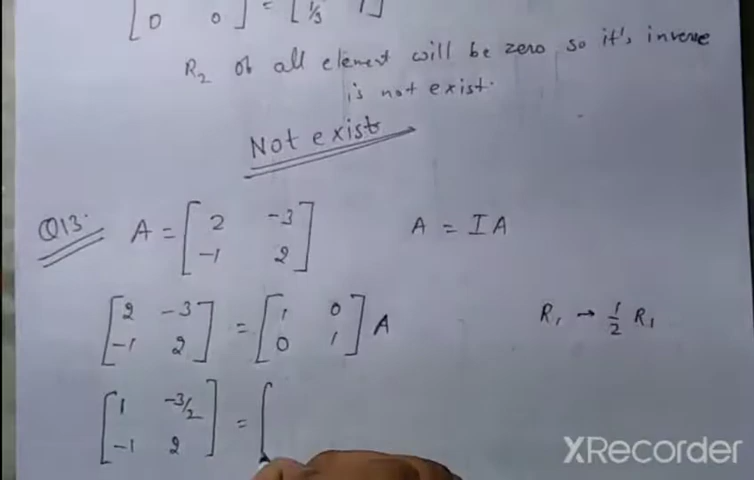 [0 0] = [1/3 1]
R₂ of all element will be zero so it's inverse
is not exist.
Not exist
Q13. A = [2 -3; -1 2] A = IA
[2 -3; -1 2] = [1 0; 0 1] A R₁ → 1/2 R₁
[1 -3/2; -1 2] = [
XRecorder